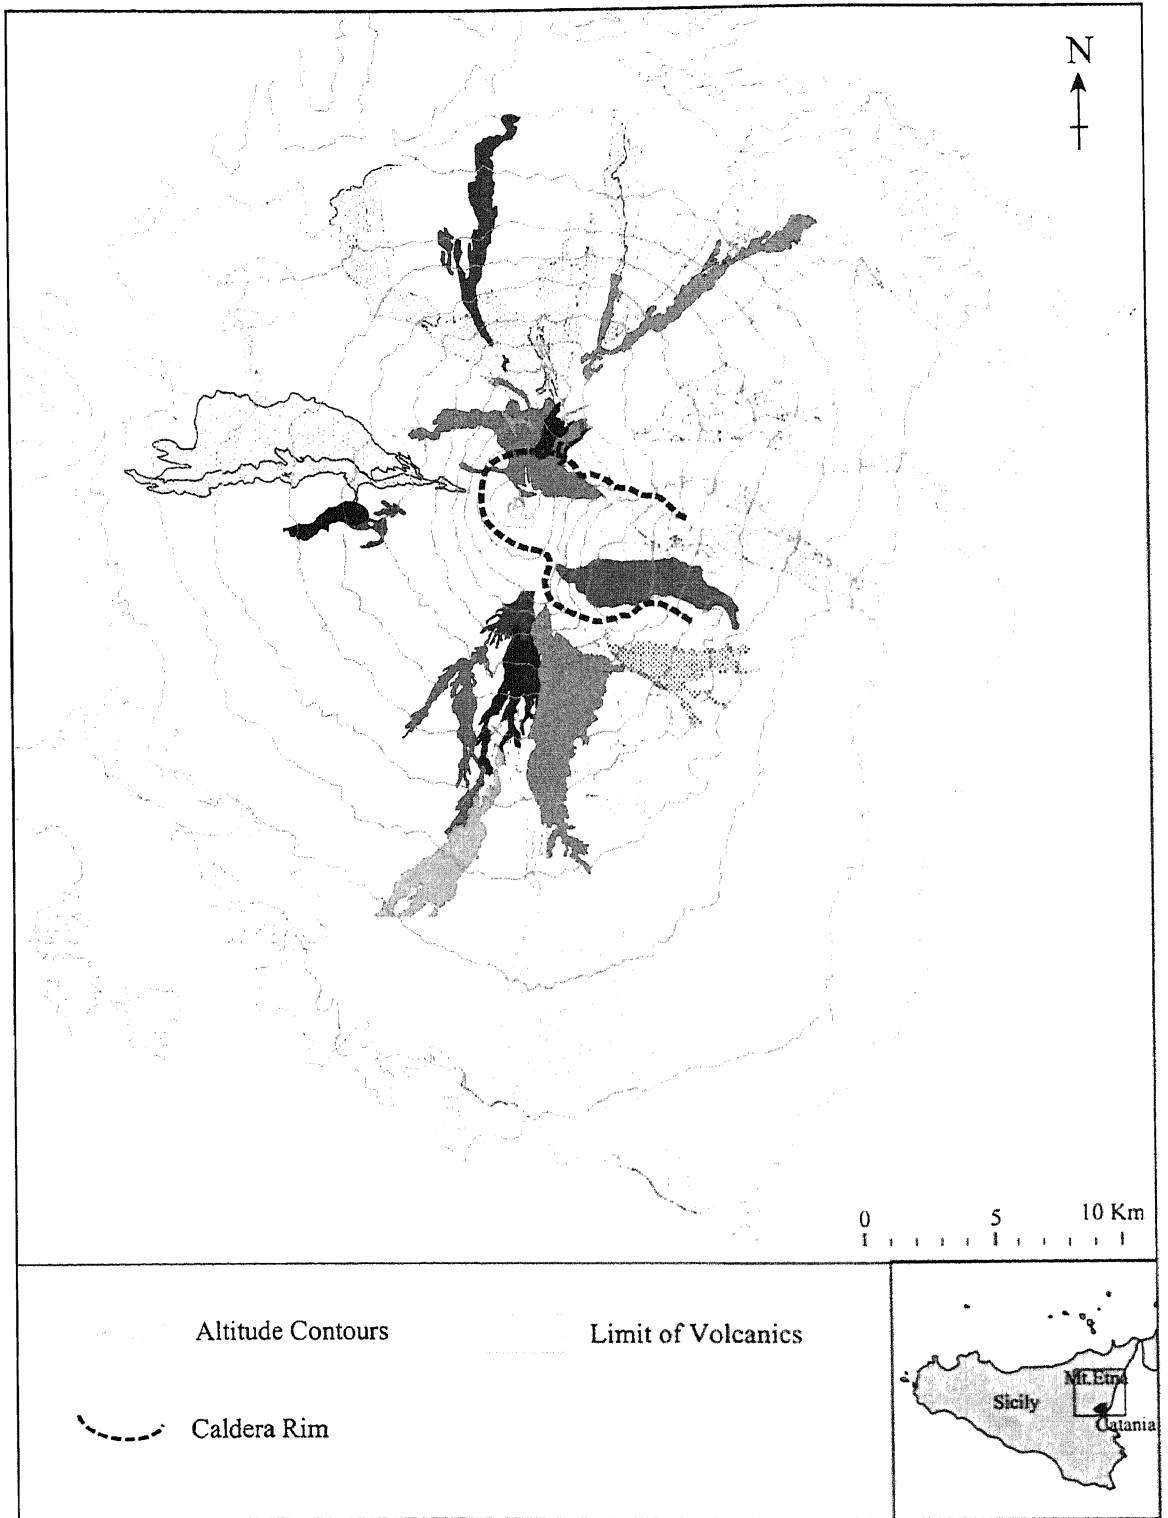 N
0 5 10 Km
Altitude Contours
Limit of Volcanics
Caldera Rim
Mt.Etna
Sicily
Catania